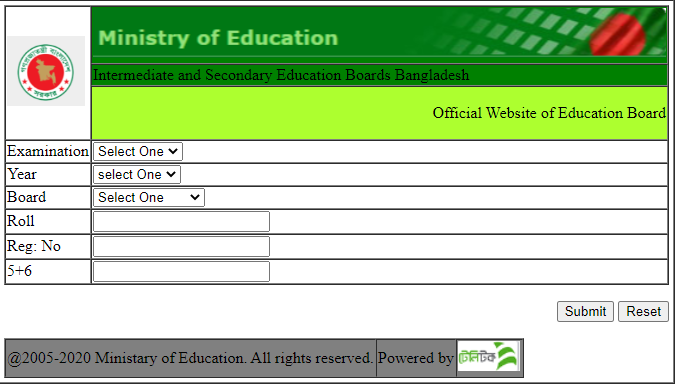 Ministry of Education
Intermediate and Secondary Education Boards Bangladesh
Official Website of Education Board
Examination Select One
Year select One
Board Select One
Roll
Reg: No
5+6
Submit Reset
@2005-2020 Ministary of Education. All rights reserved. Powered by টেলিটক